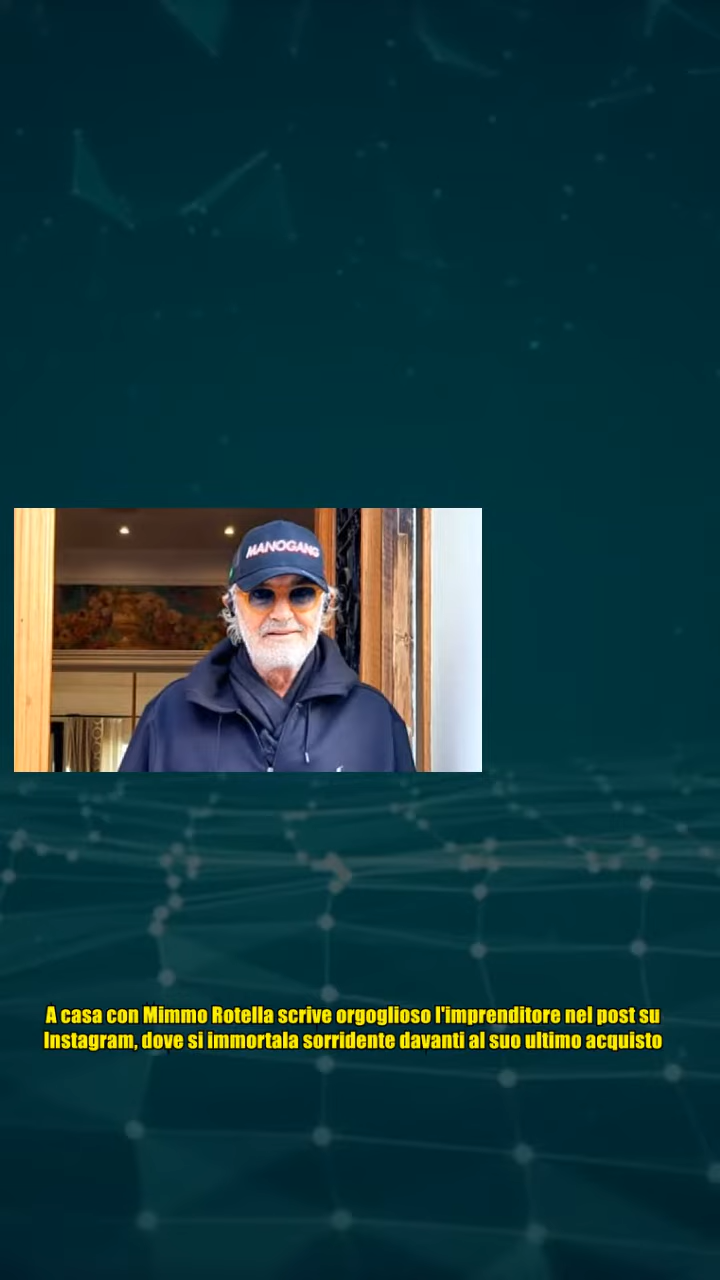 MANOGANG
A casa con Mimmo Rotella scrive orgoglioso l'imprenditore nel post su
Instagram, dove si immortala sorridente davanti al suo ultimo acquisto